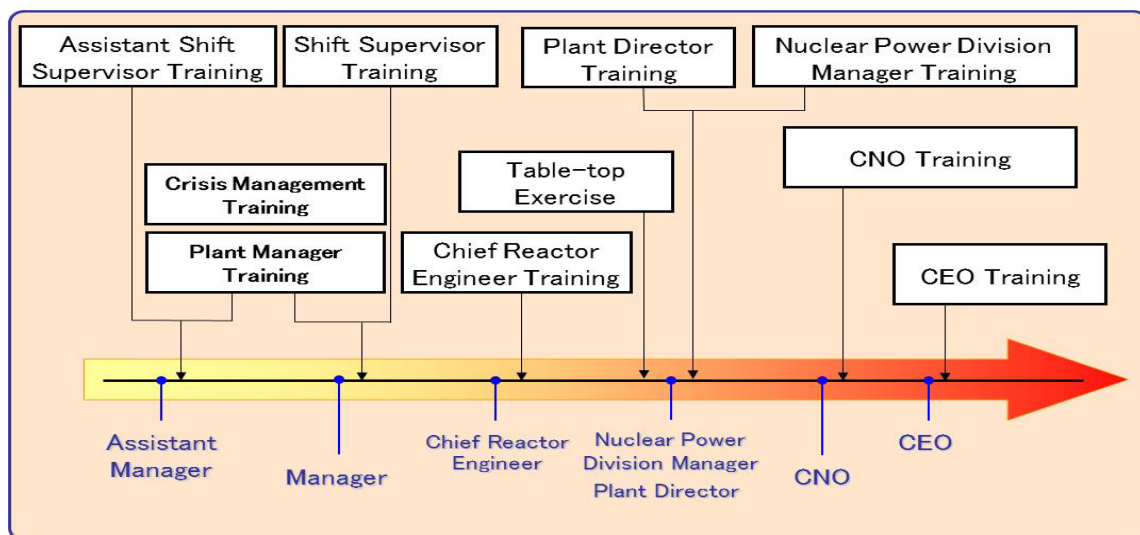 Assistant Shift
Supervisor Training
Shift Supervisor
Training
Plant Director
Training
Nuclear Power Division
Manager Training
Crisis Management
Training
Table-top
Exercise
CNO Training
Plant Manager
Training
Chief Reactor
Engineer Training
CEO Training
Assistant
Manager
Manager
Chief Reactor
Engineer
Nuclear Power
Division Manager
Plant Director
CNO
CEO